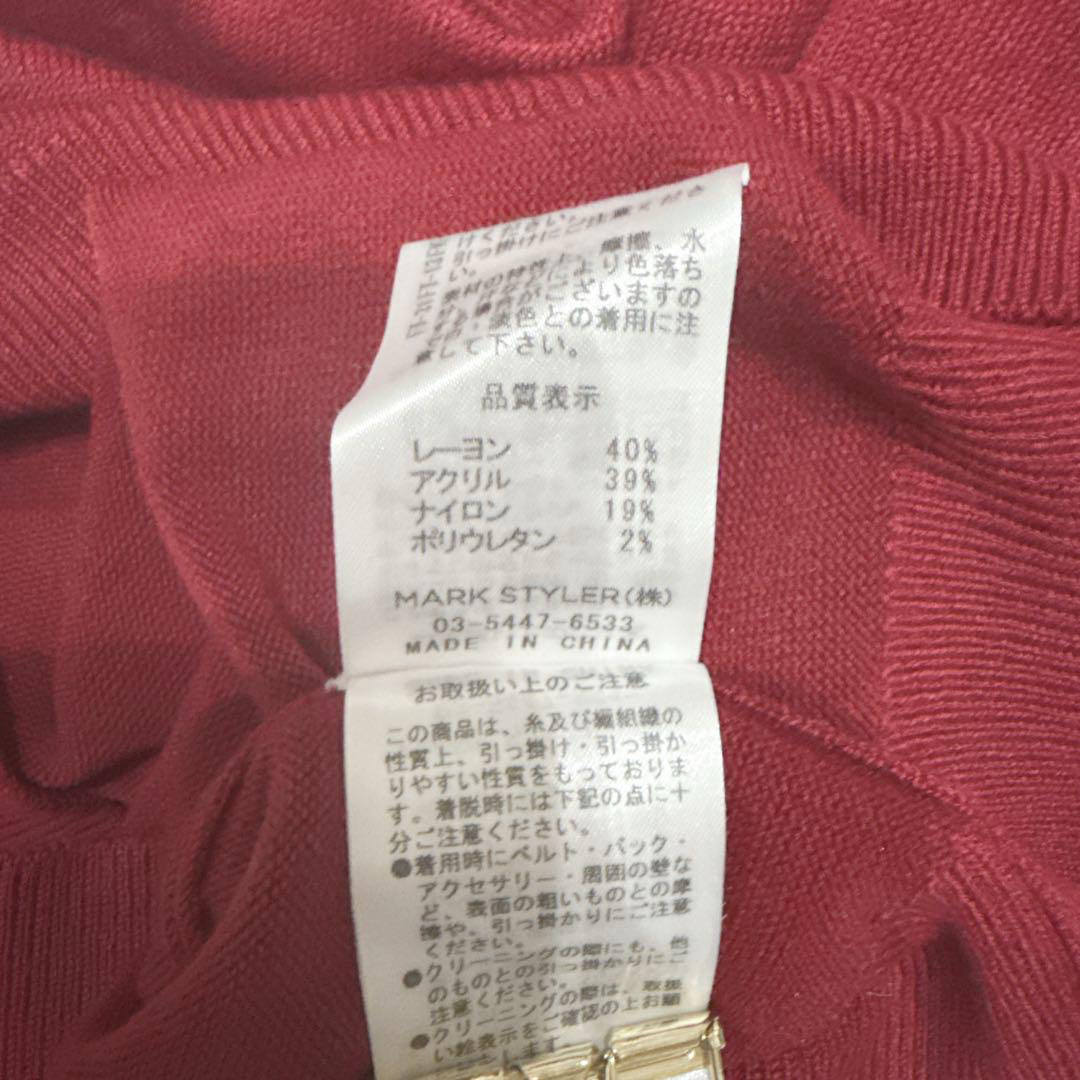 け ください。
引っ掛けにご注意くださ
い。
素材の特性上、摩擦、水
により色落ち
場合がございますの
淡色との着用に注
して下さい。
品質表示
レーヨン 40%
アクリル 39%
ナイロン 19%
ポリウレタン 2%
MARK STYLER(株)
03-5447-6533
MADE IN CHINA
お取扱い上のご注意
この商品は、糸及び編組織の
性質上、引っ掛け・引っ掛か
りやすい性質をもっておりま
す。着脱時には下記の点に十
分ご注意ください。
●着用時にベルト・バック・
アクセサリー・周囲の壁な
ど、表面の粗いものとの摩
擦や、引っ掛かりにご注意
ください。
●クリーニングの際にも、他
のものとの引っ掛かりにご
注意ください。
●クリーニングの際は、取扱
い絵表示をご確認の上お願